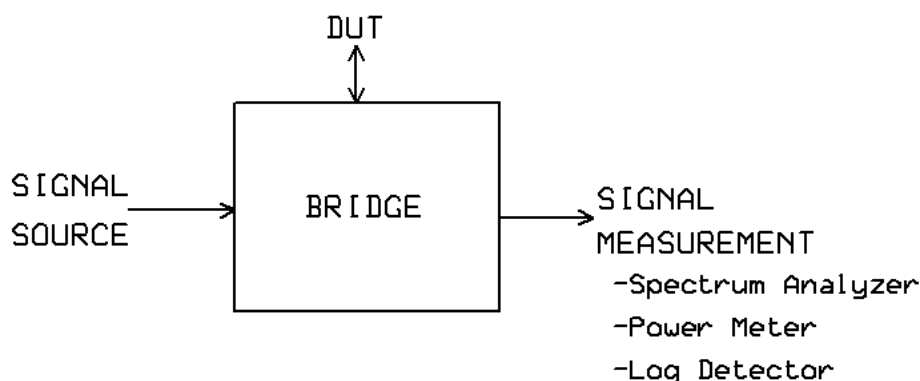 DUT
SIGNAL
SOURCE
BRIDGE
SIGNAL
MEASUREMENT
-Spectrum Analyzer
-Power Meter
-Log Detector